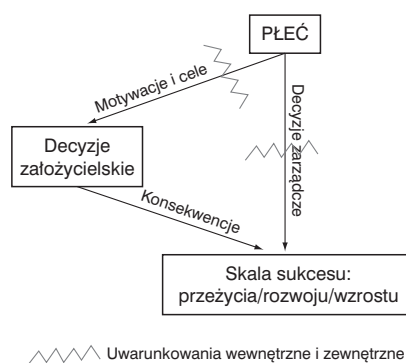 PŁEĆ
Motywacje i cele
Decyzje zarządcze
Decyzje
założycielskie
Konsekwencje
Skala sukcesu:
przeżycia/rozwoju/wzrostu
Uwarunkowania wewnętrzne i zewnętrzne